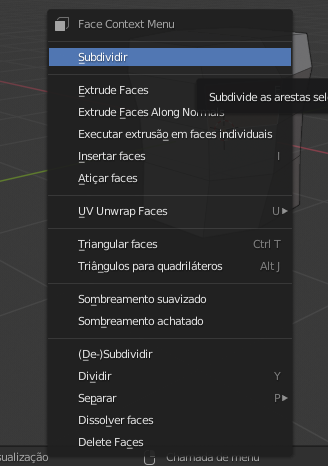 Face Context Menu
Subdividir
Extrude Faces
Subdivide as arestas sel
Extrude Faces Along Normals
Executar extrusão em faces individuais
Insertar faces I
Atiçar faces
UV Unwrap Faces U
Triangular faces Ctrl T
Triângulos para quadriláteros Alt J
Sombreamento suavizado
Sombreamento achatado
(De-)Subdividir
Dividir Y
Separar P
Dissolver faces
Delete Faces
sualização Chamada de menu